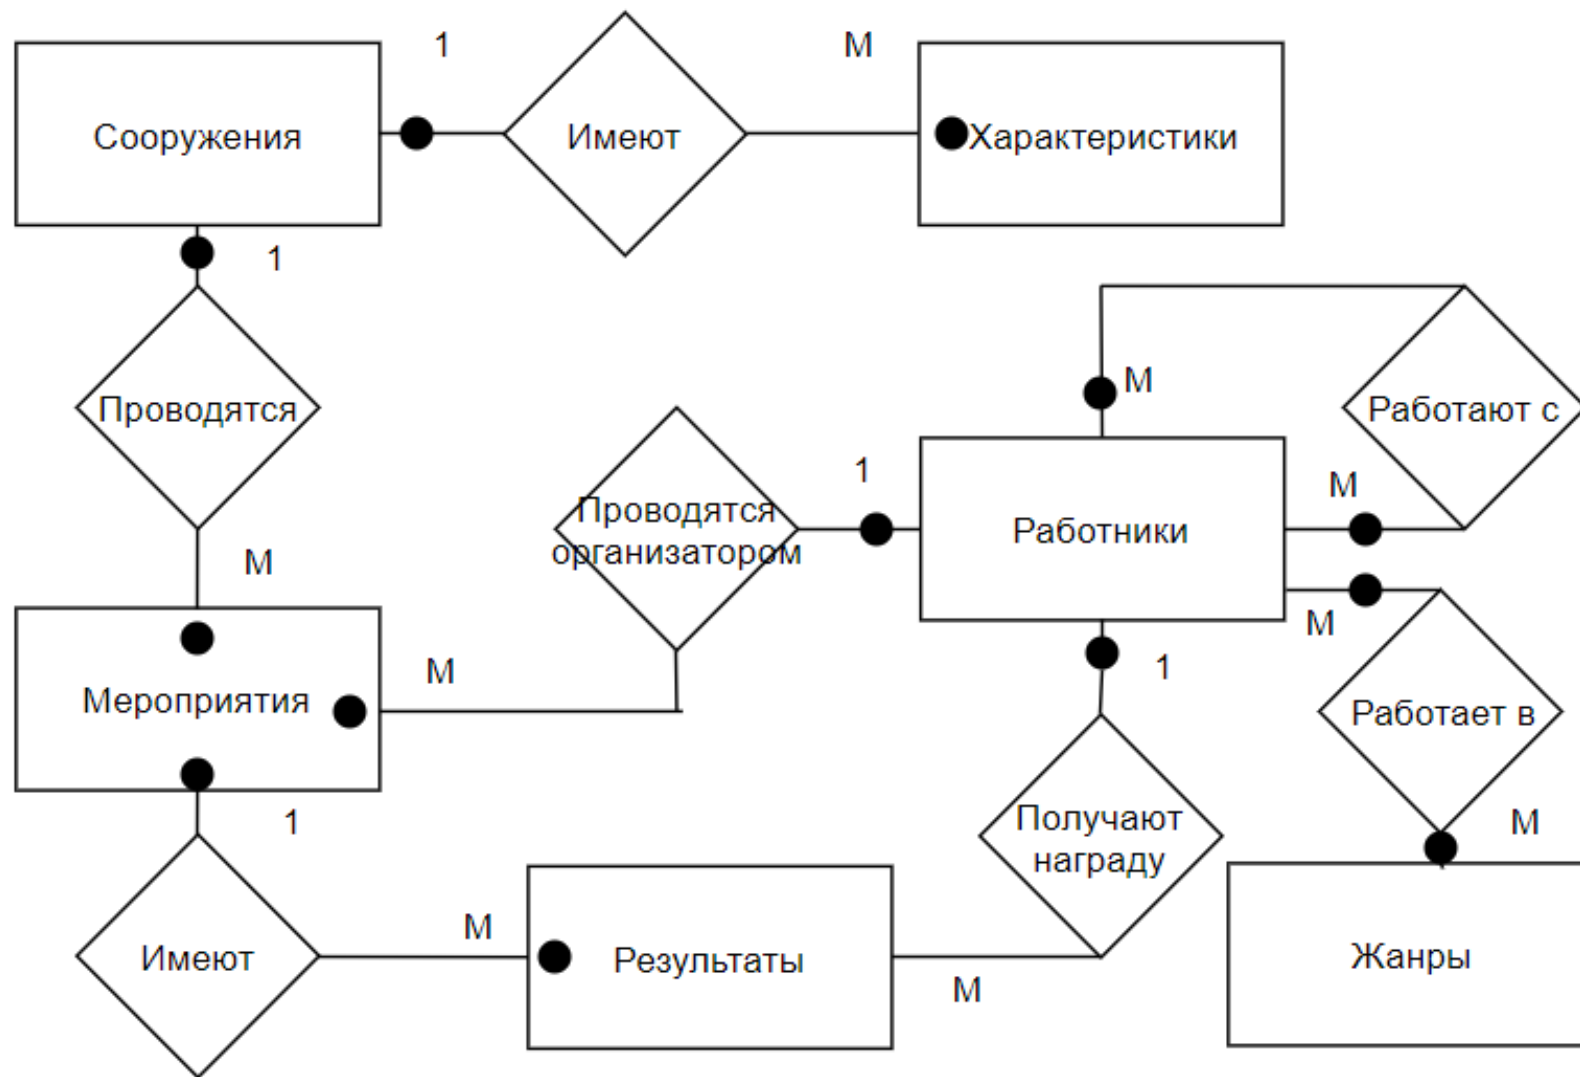 1
М
Сооружения
Имеют
Характеристики
1
Проводятся
М
Работают с
1
М
Проводятся
организатором
Работники
М
М
М
1
Мероприятия
Работает в
1
Получают
награду
М
М
Имеют
Результаты
М
Жанры